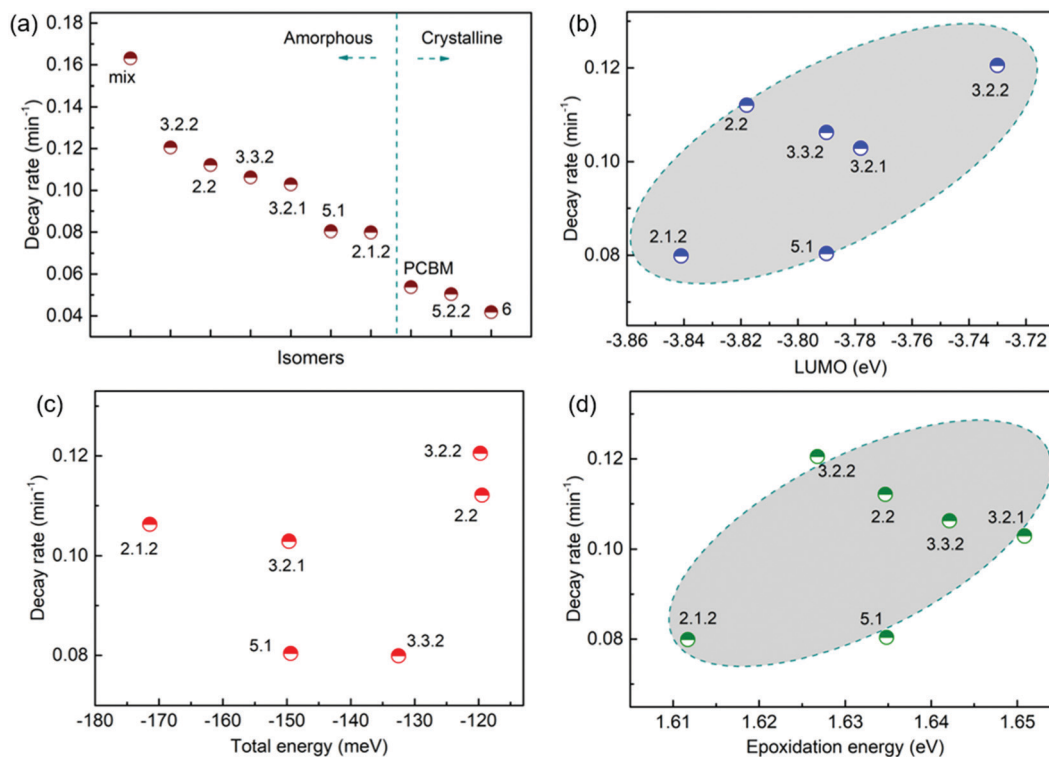 (a)
0.18
0.16
0.14
0.12
0.10
0.08
0.06
0.04
Decay rate (min⁻¹)
Amorphous
Crystalline
mix
3.2.2
2.2
3.3.2
3.2.1
5.1
2.1.2
PCBM
5.2.2
6
Isomers
(b)
0.12
0.10
0.08
Decay rate (min⁻¹)
3.2.2
2.2
3.3.2
3.2.1
2.1.2
5.1
-3.86 -3.84 -3.82 -3.80 -3.78 -3.76 -3.74 -3.72
LUMO (eV)
(c)
0.12
0.10
0.08
Decay rate (min⁻¹)
3.2.2
2.2
2.1.2
3.2.1
5.1
3.3.2
-180 -170 -160 -150 -140 -130 -120
Total energy (meV)
(d)
0.12
0.10
0.08
Decay rate (min⁻¹)
3.2.2
2.2
3.3.2
3.2.1
2.1.2
5.1
1.61 1.62 1.63 1.64 1.65
Epoxidation energy (eV)